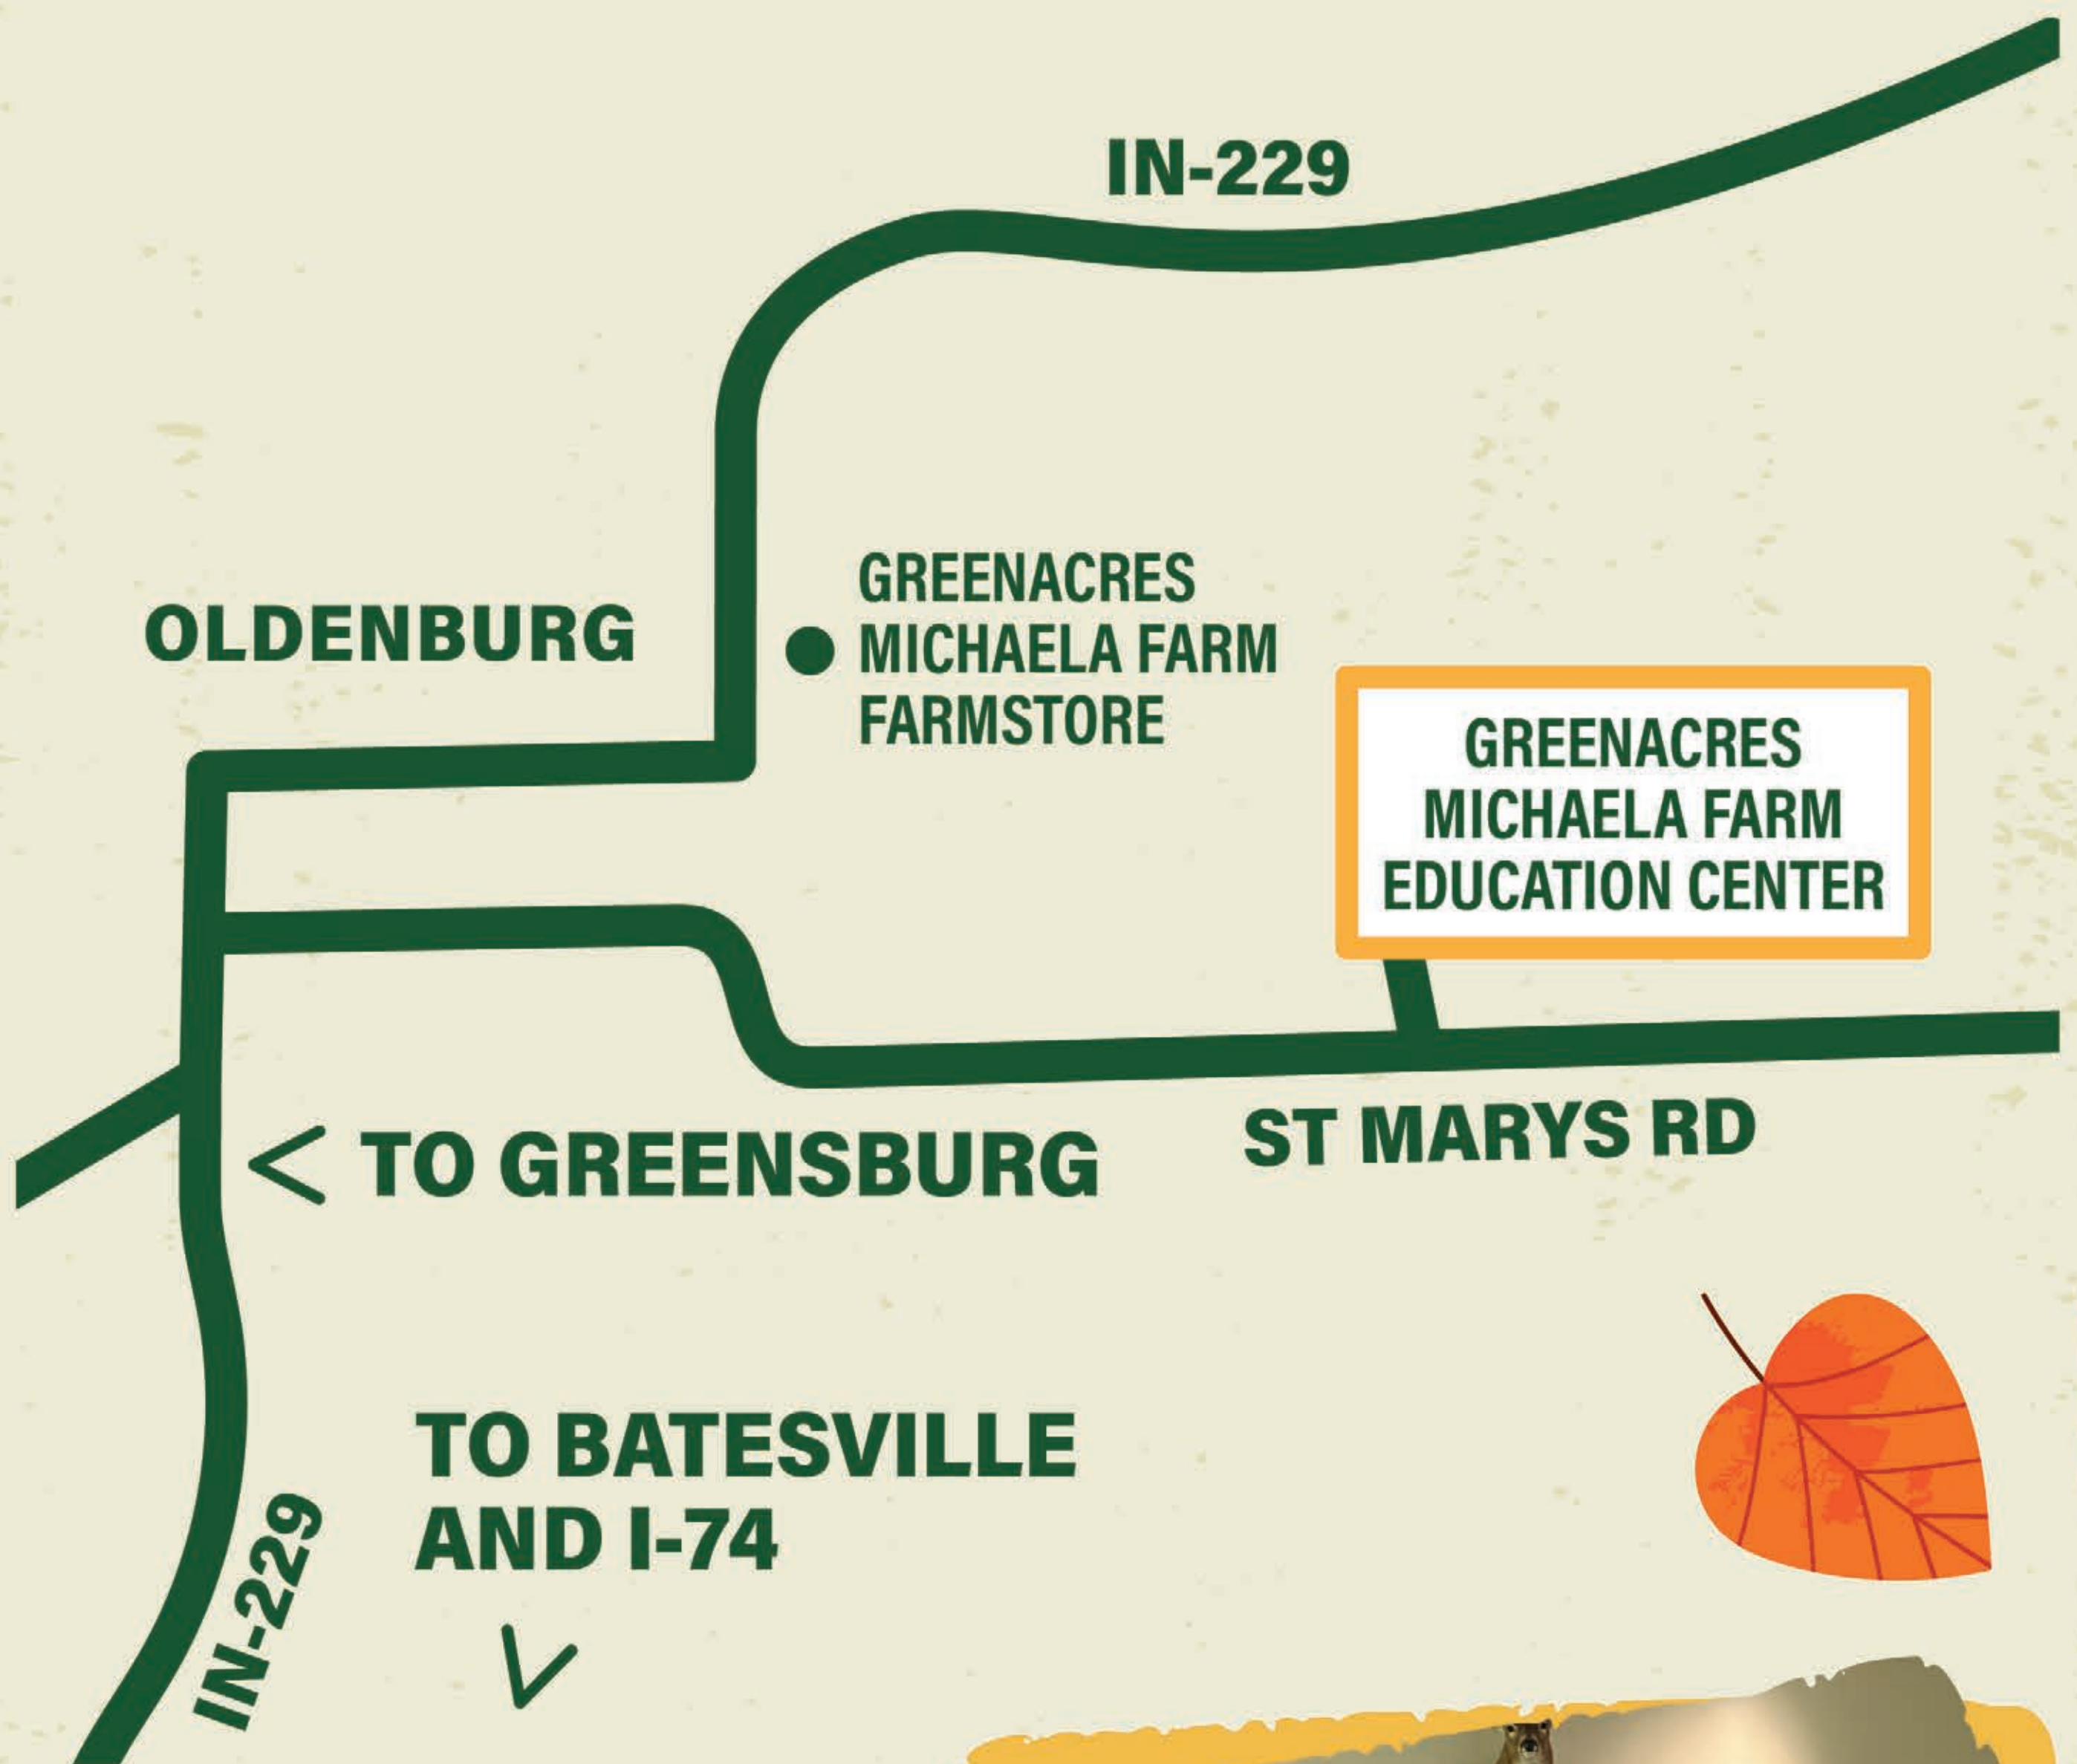 IN-229
OLDENBURG
GREENACRES
MICHAELA FARM
FARMSTORE
GREENACRES
MICHAELA FARM
EDUCATION CENTER
ST MARYS RD
< TO GREENSBURG
TO BATESVILLE
AND I-74
IN-229